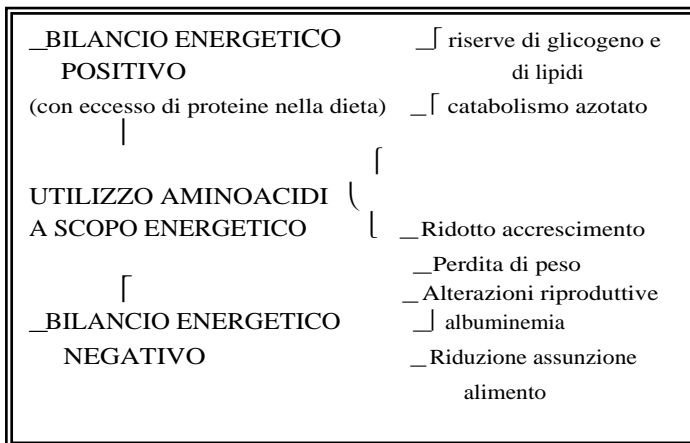 _BILANCIO ENERGETICO
POSITIVO
(con eccesso di proteine nella dieta)
UTILIZZO AMINOACIDI
A SCOPO ENERGETICO
_BILANCIO ENERGETICO
NEGATIVO
_⌈ riserve di glicogeno e
di lipidi
_⌈ catabolismo azotato
_Ridotto accrescimento
_Perdita di peso
_Alterazioni riproduttive
_⌋ albuminemia
_Riduzione assunzione
alimento